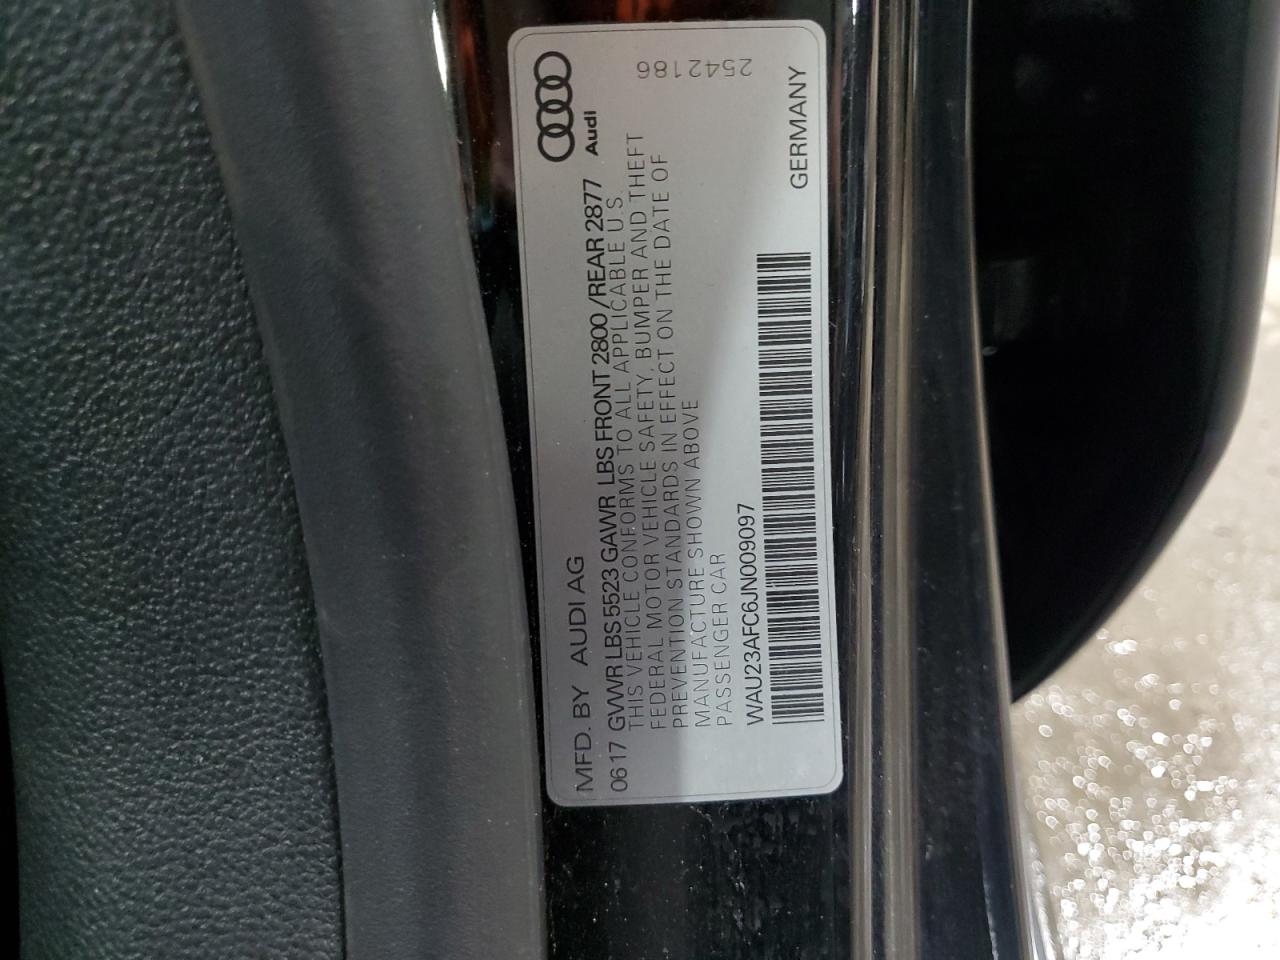 MFD. BY AUDI AG
Audi
0617 GVWR LBS 5523 GAWR LBS FRONT 2800 /REAR 2877
THIS VEHICLE CONFORMS TO ALL APPLICABLE U.S.
FEDERAL MOTOR VEHICLE SAFETY, BUMPER AND THEFT
PREVENTION STANDARDS IN EFFECT ON THE DATE OF
MANUFACTURE SHOWN ABOVE
PASSENGER CAR
2542186
WAU23AFC6JN009097
GERMANY